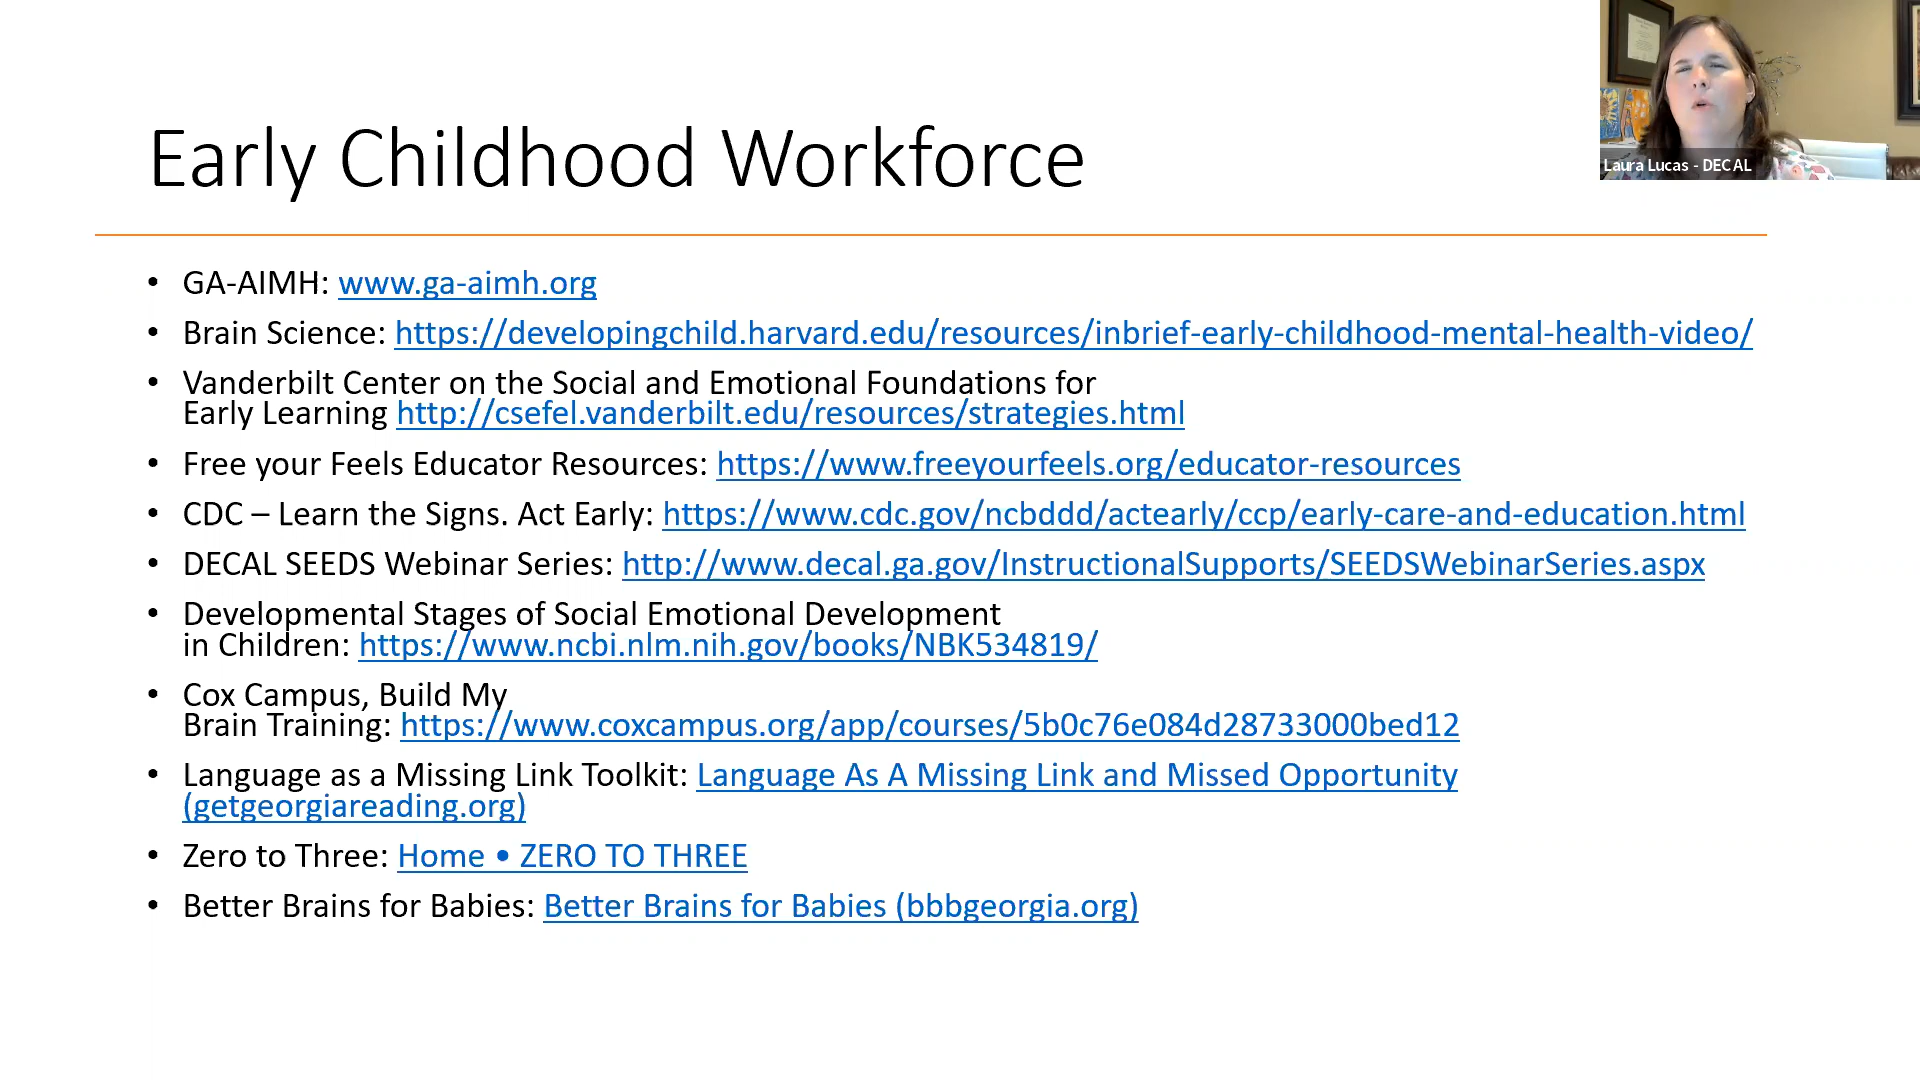 Early Childhood Workforce
Laura Lucas - DECAL
• GA-AIMH: www.ga-aimh.org
• Brain Science: https://developingchild.harvard.edu/resources/inbrief-early-childhood-mental-health-video/
• Vanderbilt Center on the Social and Emotional Foundations for
Early Learning http://csefel.vanderbilt.edu/resources/strategies.html
• Free your Feels Educator Resources: https://www.freeyourfeels.org/educator-resources
• CDC – Learn the Signs. Act Early: https://www.cdc.gov/ncbddd/actearly/ccp/early-care-and-education.html
• DECAL SEEDS Webinar Series: http://www.decal.ga.gov/InstructionalSupports/SEEDSWebinarSeries.aspx
• Developmental Stages of Social Emotional Development
in Children: https://www.ncbi.nlm.nih.gov/books/NBK534819/
• Cox Campus, Build My
Brain Training: https://www.coxcampus.org/app/courses/5b0c76e084d28733000bed12
• Language as a Missing Link Toolkit: Language As A Missing Link and Missed Opportunity
(getgeorgiareading.org)
• Zero to Three: Home • ZERO TO THREE
• Better Brains for Babies: Better Brains for Babies (bbbgeorgia.org)